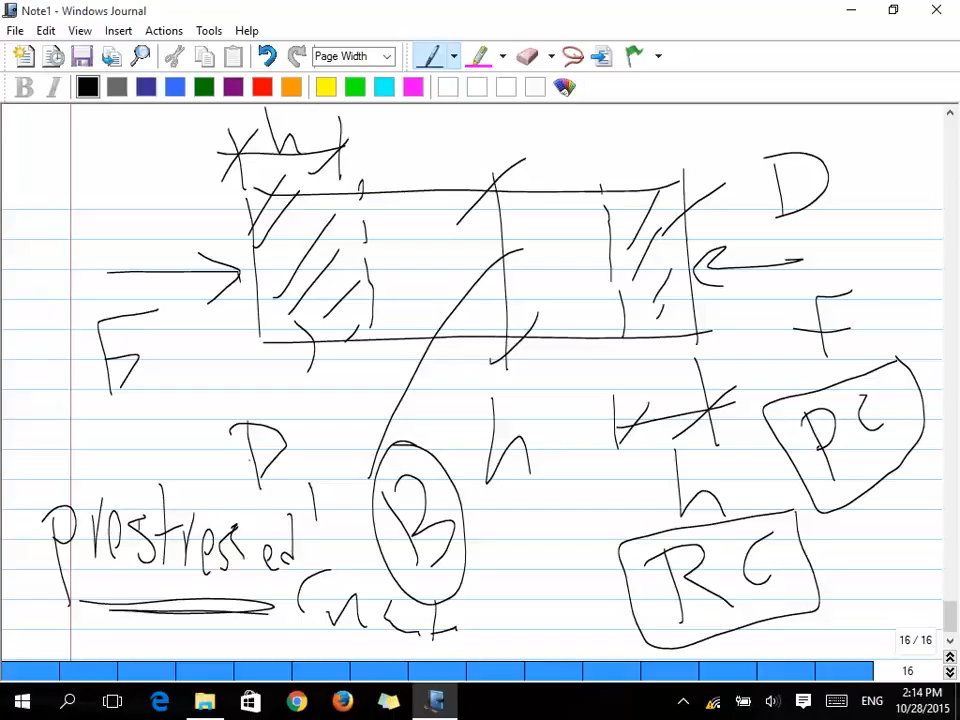 Note1 - Windows Journal
File Edit View Insert Actions Tools Help
Page Width
B I
h
D
F
F
PC
h
h
D
B
prestressed
RC
16 / 16
16
ENG
2:14 PM
10/28/2015